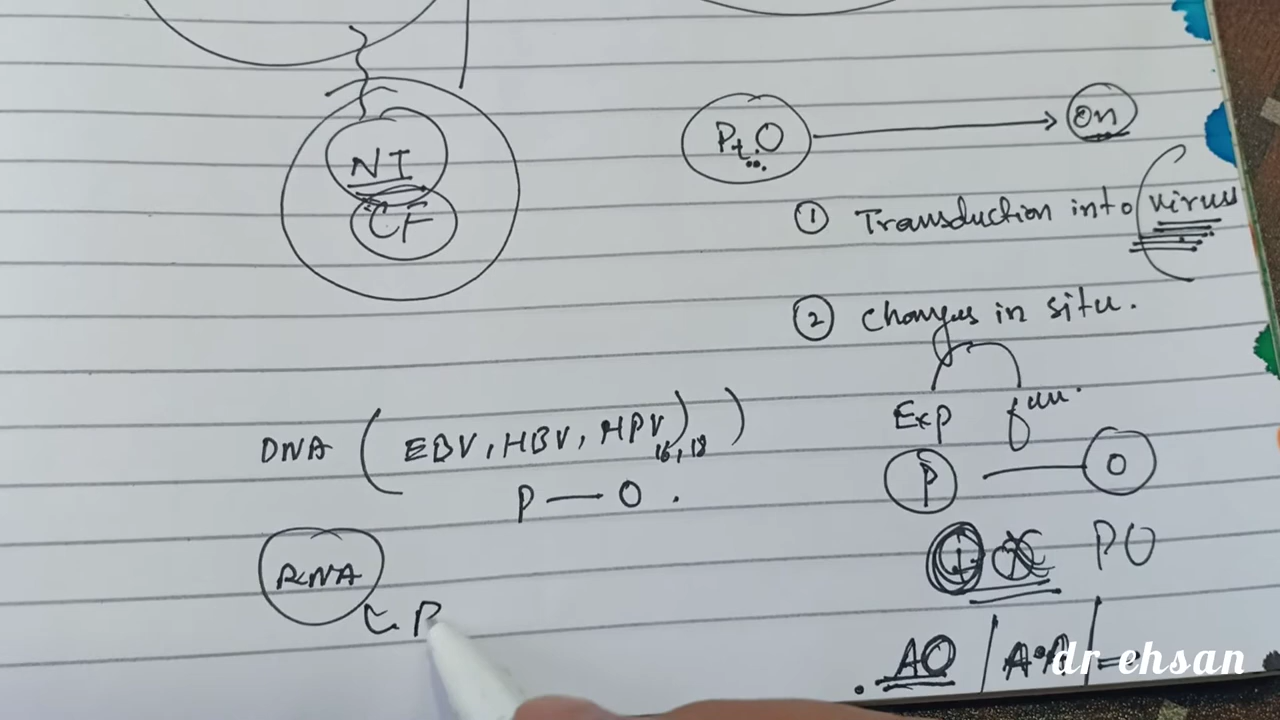 Pt.O → On
NI
CF
① Transduction into virus
② Changes in situ.
Exp fun.
DNA ( EBV, HBV, HPV) 16, 18 )
P — O
P — O .
PO
RNA
C P
AO / A
dr ehsan